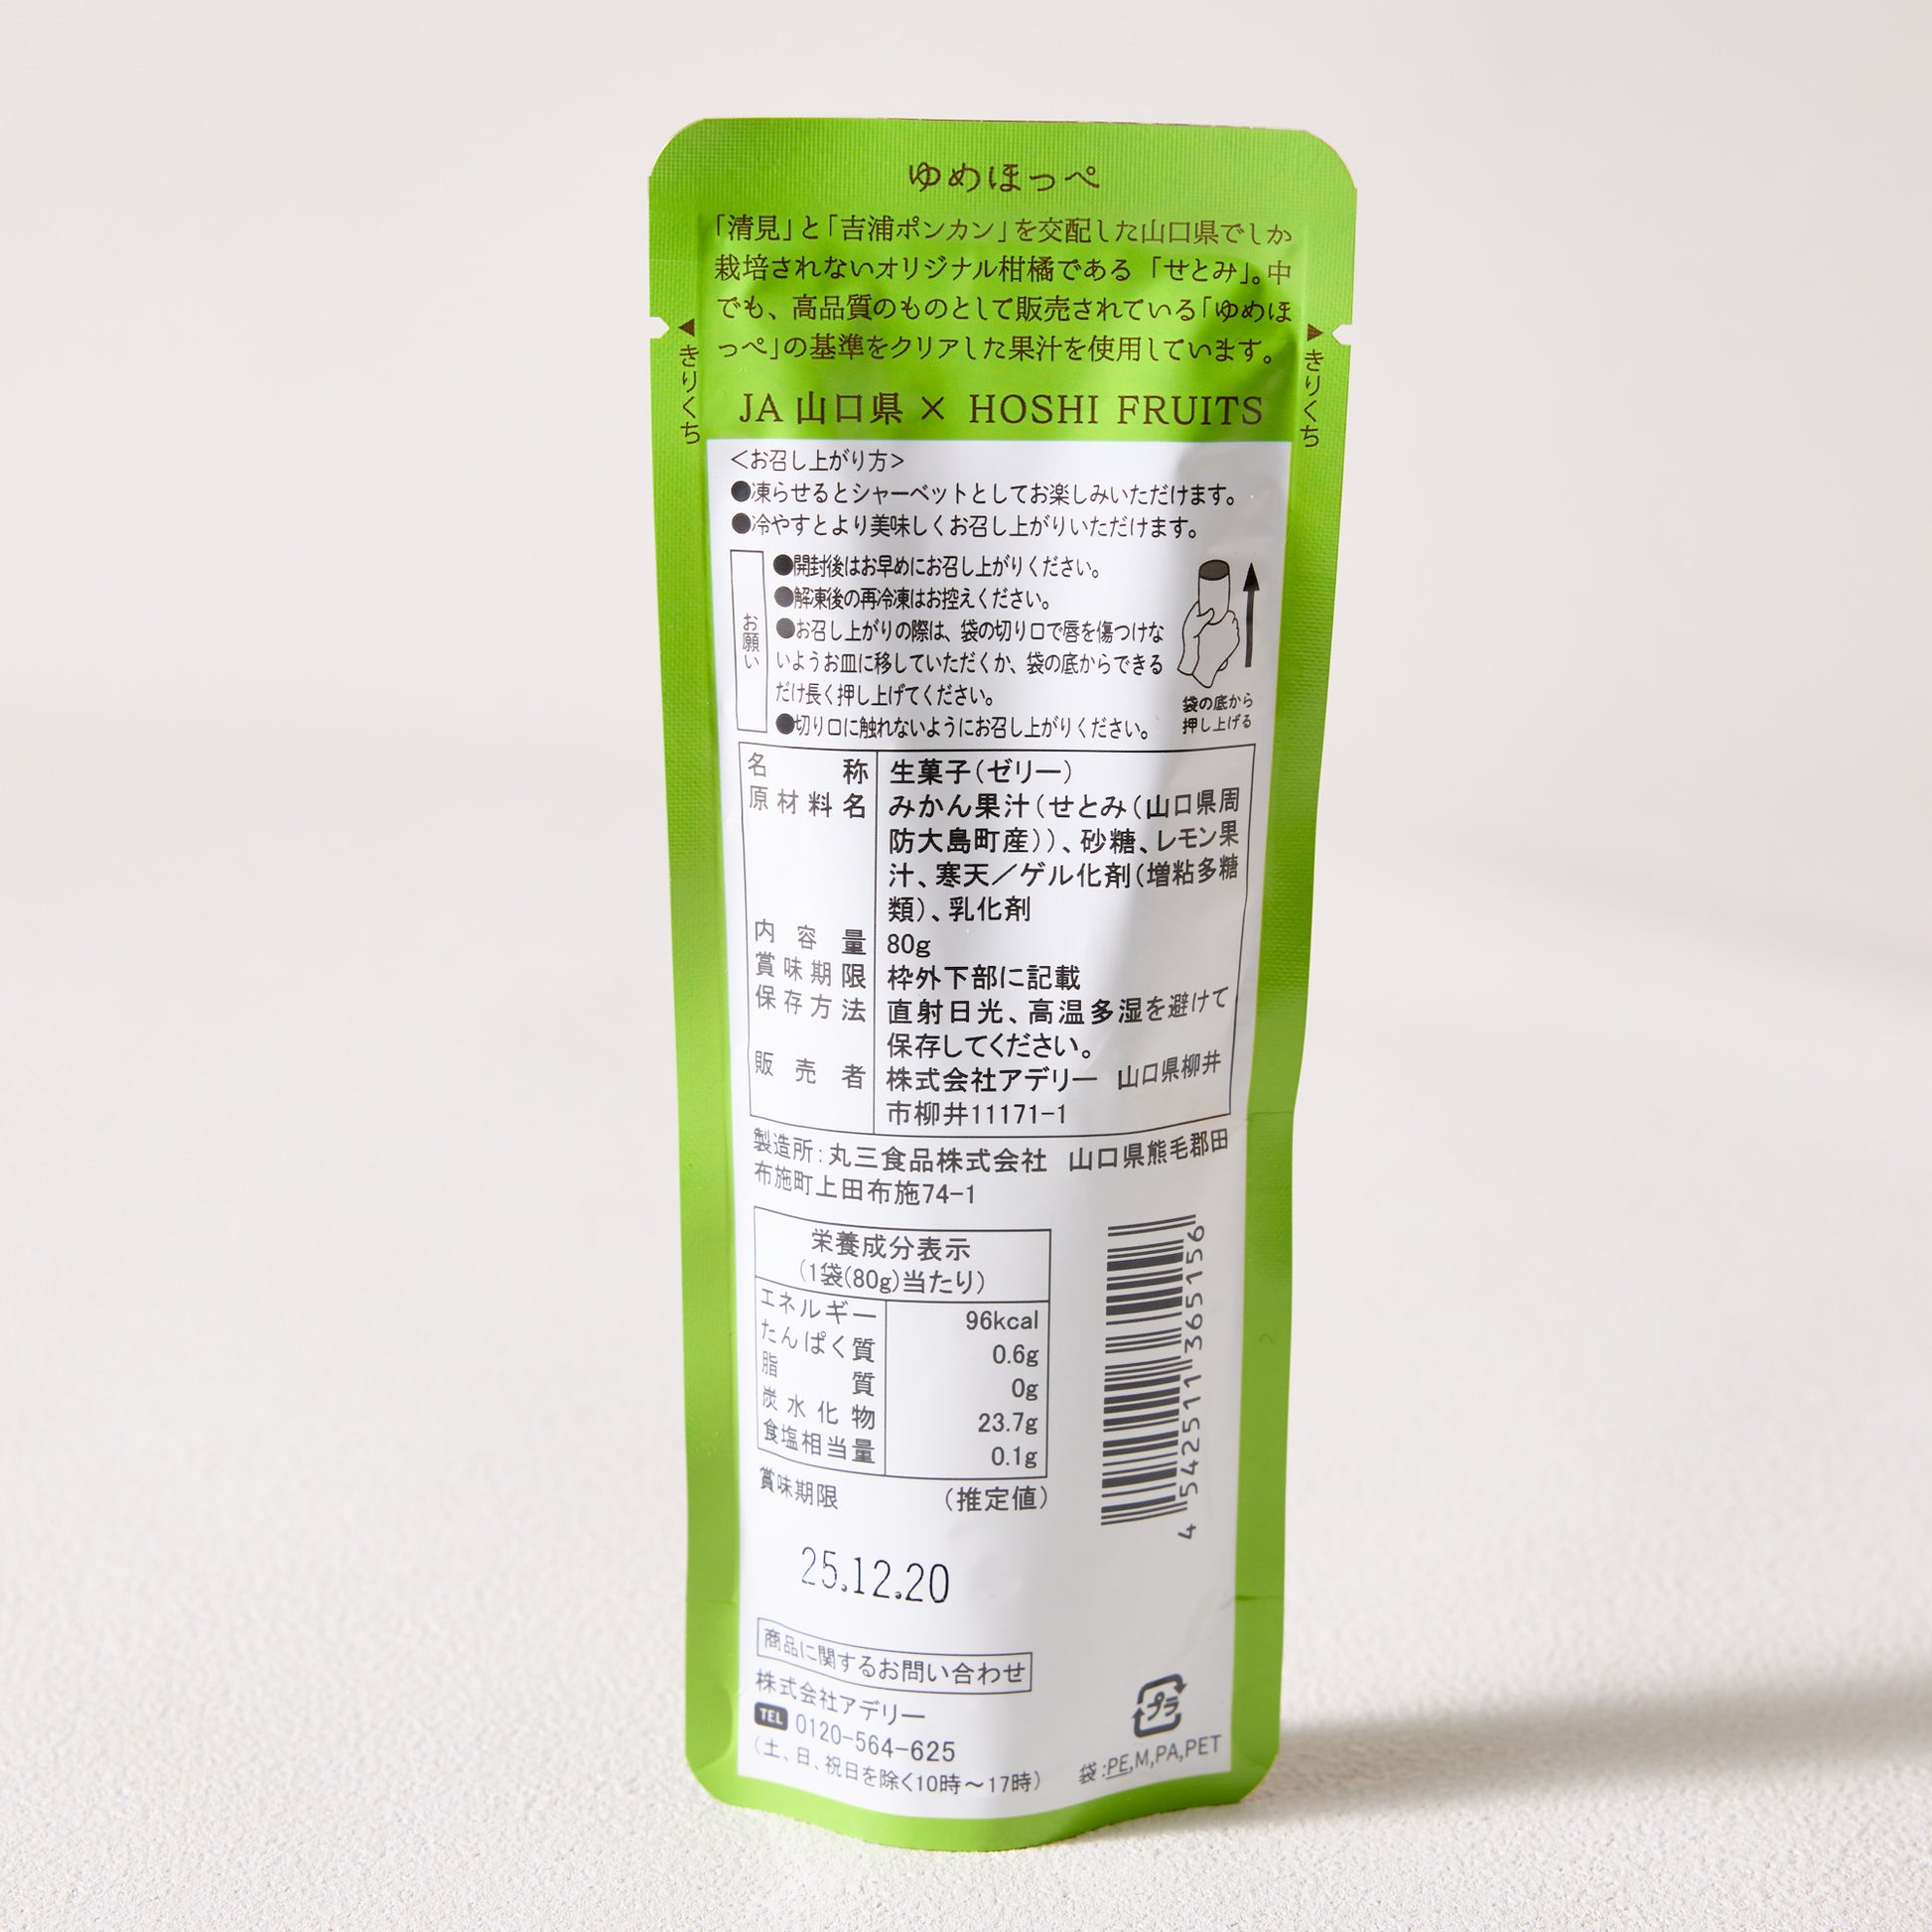 ゆめほっぺ
「清見」と「吉浦ポンカン」を交配した山口県でしか
栽培されないオリジナル柑橘である「せとみ」。中
でも、高品質のものとして販売されている「ゆめほ
っぺ」の基準をクリアした果汁を使用しています。
◀きりくち
▶きりくち
JA 山口県 × HOSHI FRUITS
＜お召し上がり方＞
●凍らせるとシャーベットとしてお楽しみいただけます。
●冷やすとより美味しくお召し上がりいただけます。
お願い
●開封後はお早めにお召し上がりください。
●解凍後の再冷凍はお控えください。
●お召し上がりの際は、袋の切り口で唇を傷つけな
いようお皿に移していただくか、袋の底からできる
だけ長く押し上げてください。
●切り口に触れないようにお召し上がりください。
袋の底から
押し上げる
名称 生菓子（ゼリー）
原材料名 みかん果汁（せとみ（山口県周
防大島町産））、砂糖、レモン果
汁、寒天／ゲル化剤（増粘多糖
類）、乳化剤
内容量 80g
賞味期限 枠外下部に記載
保存方法 直射日光、高温多湿を避けて
保存してください。
販売者 株式会社アデリー 山口県柳井
市柳井11171-1
製造所：丸三食品株式会社 山口県熊毛郡田
布施町上田布施74-1
栄養成分表示
（1袋(80g)当たり）
エネルギー 96kcal
たんぱく質 0.6g
脂質 0g
炭水化物 23.7g
食塩相当量 0.1g
（推定値）
賞味期限
25.12.20
4 542511 365156
商品に関するお問い合わせ
株式会社アデリー
TEL 0120-564-625
（土、日、祝日を除く10時〜17時）
プラ
袋：PE,M,PA,PET